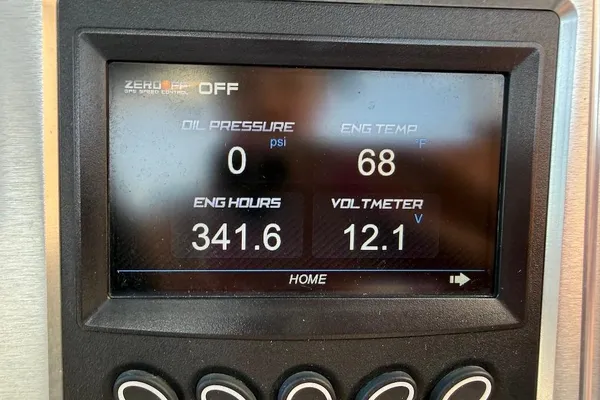 ZERO OFF OFF
GPS SPEED CONTROL
OIL PRESSURE ENG TEMP
psi F
0 68
ENG HOURS VOLTMETER
V
341.6 12.1
HOME